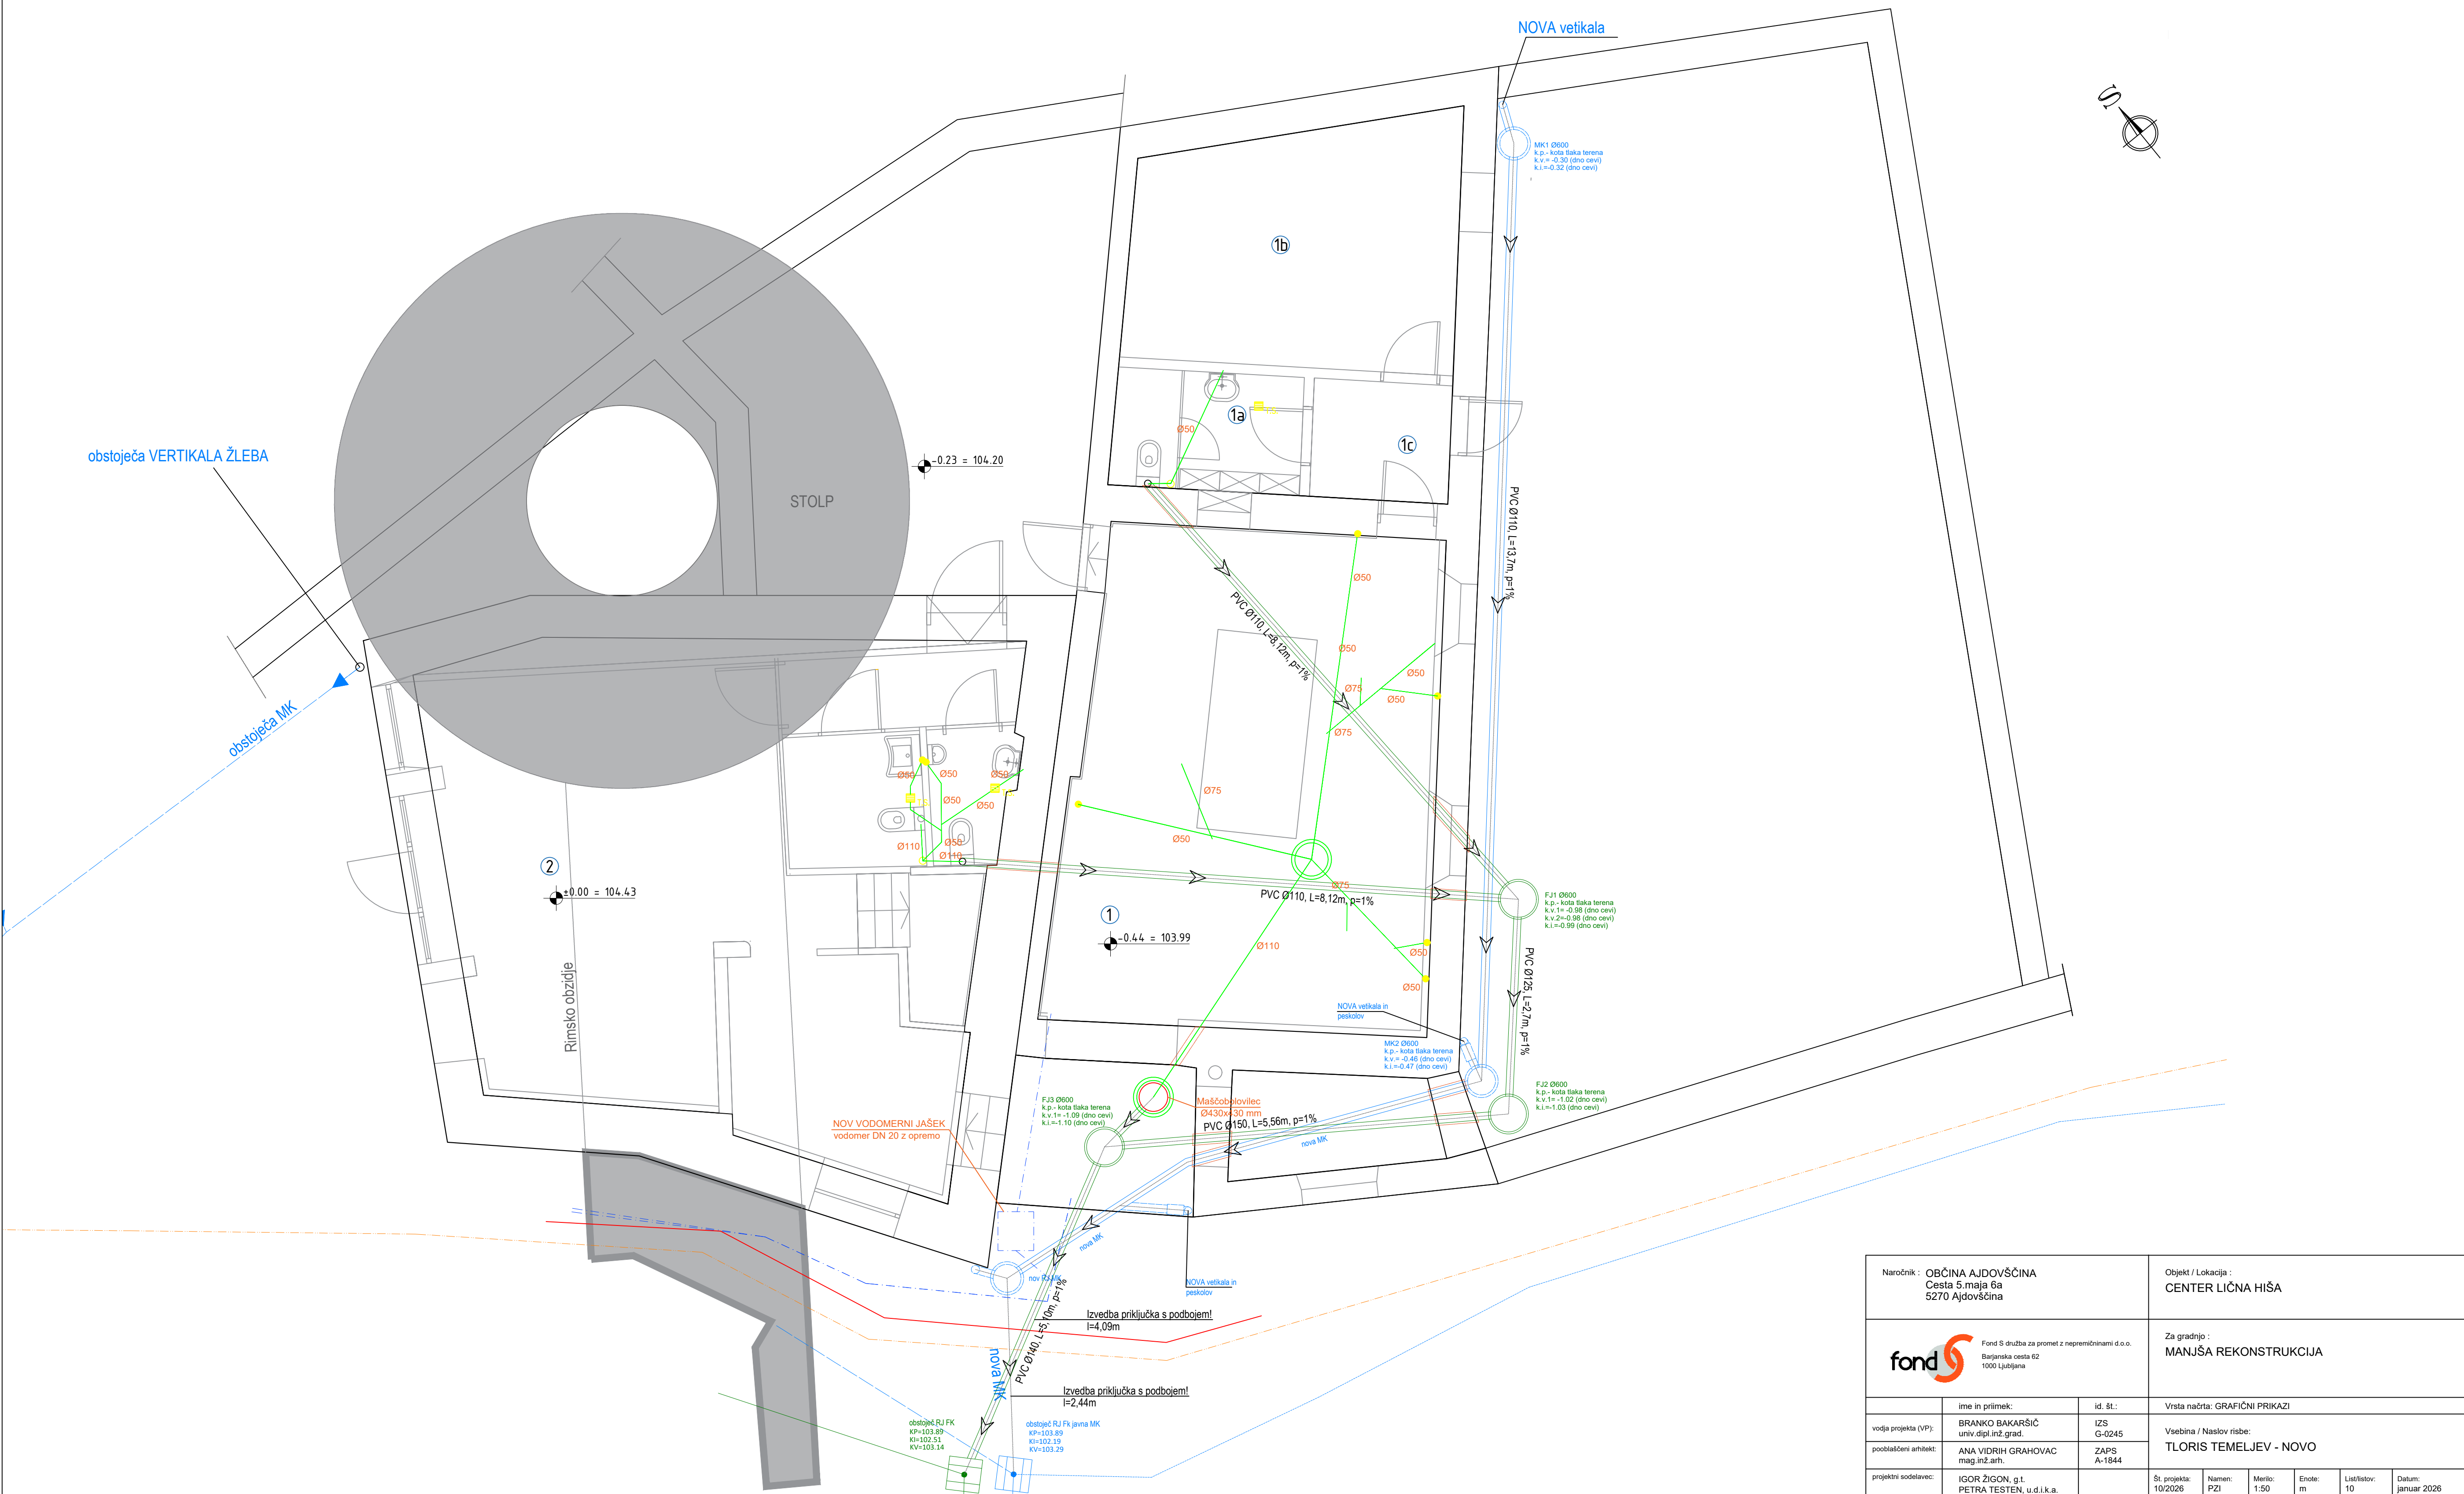 NOVA vetikala
S
MK1 Ø600
k.p.- kota tlaka terena
k.v.= -0.30 (dno cevi)
k.i.=-0.32 (dno cevi)
1b
1a
1c
Ø50
obstoječa VERTIKALA ŽLEBA
-0.23 = 104.20
STOLP
PVC Ø110, L=13,7m, p=1%
Ø50
PVC Ø110, L=8,12m, p=1%
Ø50
Ø50
Ø75
Ø50
Ø75
obstoječa MK
Ø50
Ø50
Ø50
Ø50
Ø50
Ø75
Ø50
Ø50
Ø110
Ø110
Ø75
2
±0.00 = 104.43
PVC Ø110, L=8,12m, p=1%
FJ1 Ø600
k.p.- kota tlaka terena
k.v.1= -0.98 (dno cevi)
k.v.2=-0.98 (dno cevi)
k.i.=-0.99 (dno cevi)
1
-0.44 = 103.99
Ø110
Ø50
Ø50
PVC Ø125, L=2,7m, p=1%
Rimsko obzidje
NOVA vetikala in
peskolov
MK2 Ø600
k.p.- kota tlaka terena
k.v.= -0.46 (dno cevi)
k.i.=-0.47 (dno cevi)
FJ2 Ø600
k.p.- kota tlaka terena
k.v.1= -1.02 (dno cevi)
k.i.=-1.03 (dno cevi)
FJ3 Ø600
k.p.- kota tlaka terena
k.v.1= -1.09 (dno cevi)
k.i.=-1.10 (dno cevi)
Maščobolovilec
Ø430x430 mm
PVC Ø150, L=5,56m, p=1%
nova MK
NOV VODOMERNI JAŠEK
vodomer DN 20 z opremo
nova MK
nov RJ MK
NOVA vetikala in
peskolov
PVC Ø140, L=5,10m, p=1%
Izvedba priključka s podbojem!
l=4,09m
nova MK
Izvedba priključka s podbojem!
l=2,44m
obstoječ RJ FK
KP=103.89
KI=102.51
KV=103.14
obstoječ RJ Fk javna MK
KP=103.89
KI=102.19
KV=103.29
Naročnik : OBČINA AJDOVŠČINA
Cesta 5.maja 6a
5270 Ajdovščina
Objekt / Lokacija :
CENTER LIČNA HIŠA
fond
Fond S družba za promet z nepremičninami d.o.o.
Barjanska cesta 62
1000 Ljubljana
Za gradnjo :
MANJŠA REKONSTRUKCIJA
ime in priimek: id. št.:
Vrsta načrta: GRAFIČNI PRIKAZI
vodja projekta (VP): BRANKO BAKARŠIČ IZS
univ.dipl.inž.grad. G-0245
Vsebina / Naslov risbe:
TLORIS TEMELJEV - NOVO
pooblaščeni arhitekt: ANA VIDRIH GRAHOVAC ZAPS
mag.inž.arh. A-1844
projektni sodelavec: IGOR ŽIGON, g.t.
PETRA TESTEN, u.d.i.k.a.
Št. projekta: Namen: Merilo: Enote: List/listov: Datum:
10/2026 PZI 1:50 m 10 januar 2026